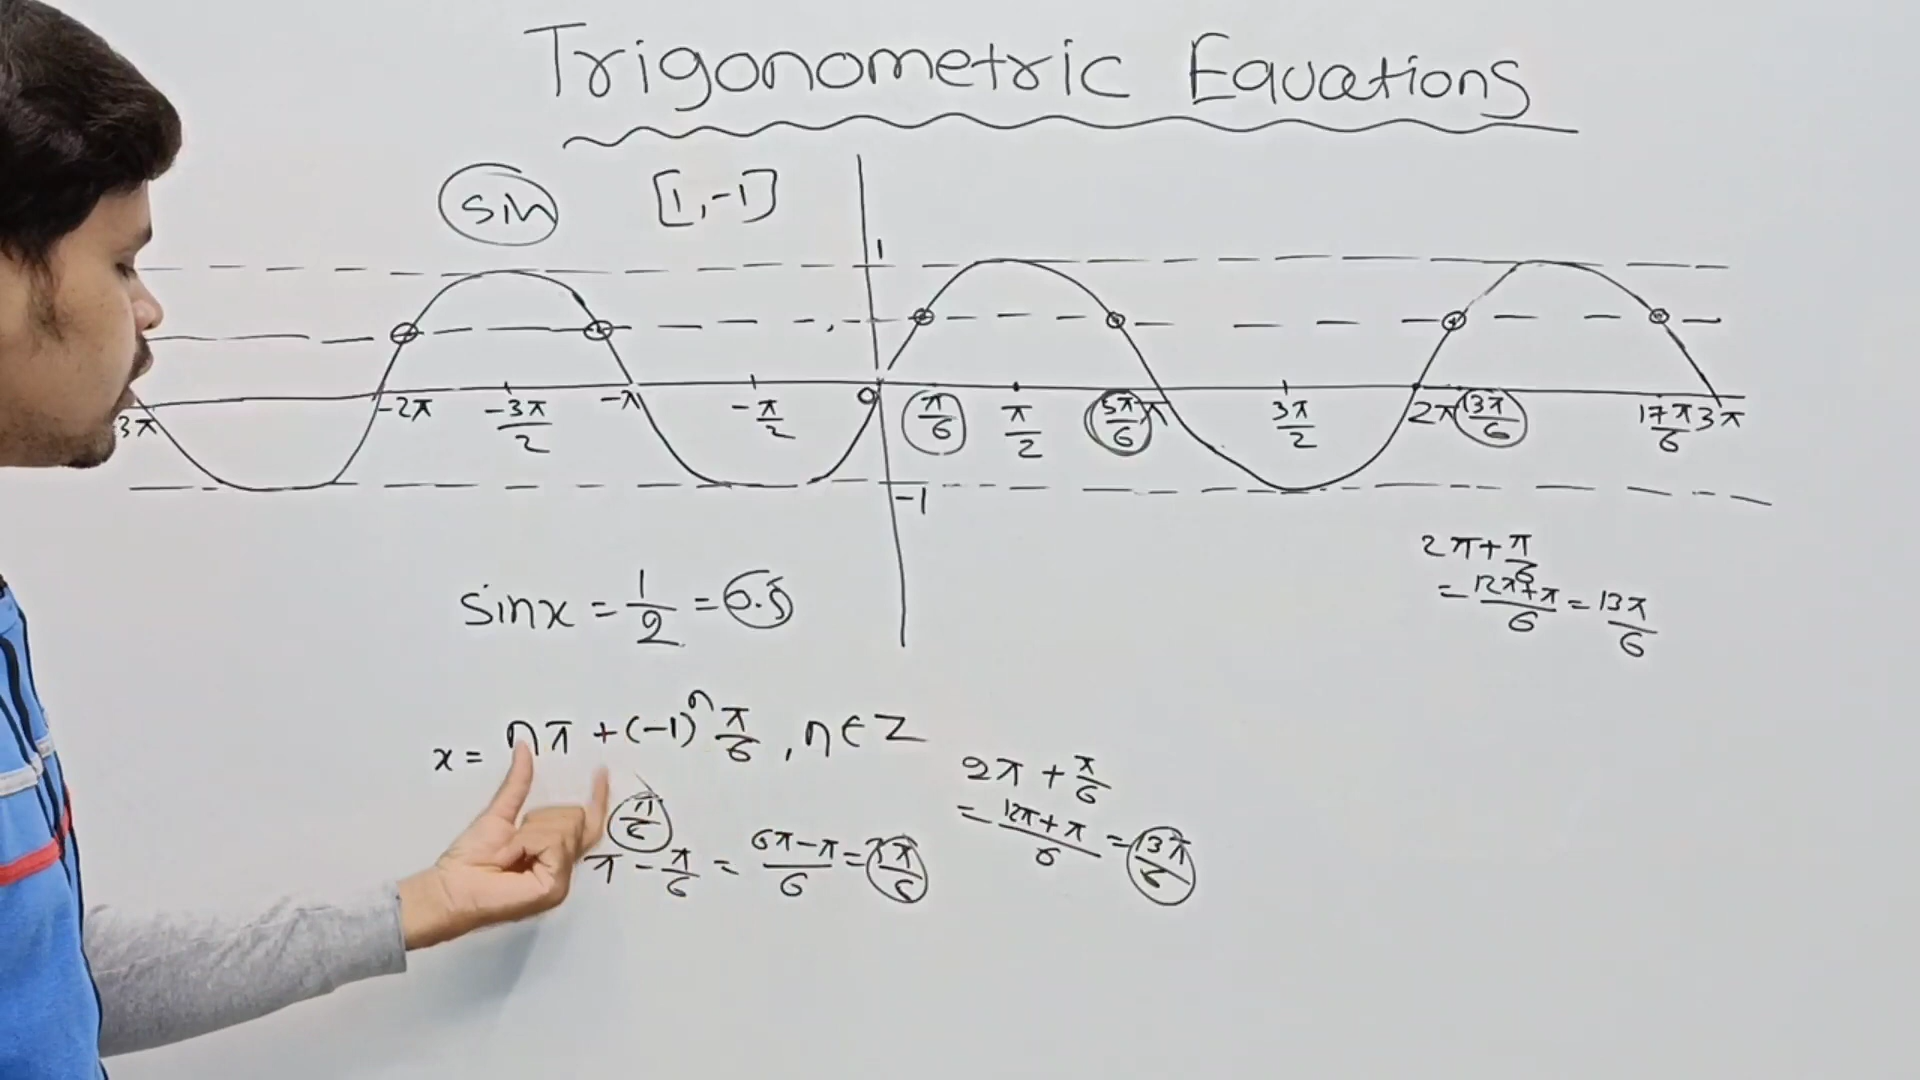 Trigonometric Equations
sin [1,-1]
1
-2π -3π/2 -π -π/2 0 π/6 π/2 5π/6 π 3π/2 2π 13π/6 17π/6 3π
3π
-1
2π+π/6
= 12π+π/6 = 13π/6
sinx = 1/2 = 0.5
x = nπ + (-1)ⁿ π/6 , n ∈ Z
π/6
π - π/6 = 6π-π/6 = 5π/6
2π + π/6
= 12π+π/6 = 13π/6